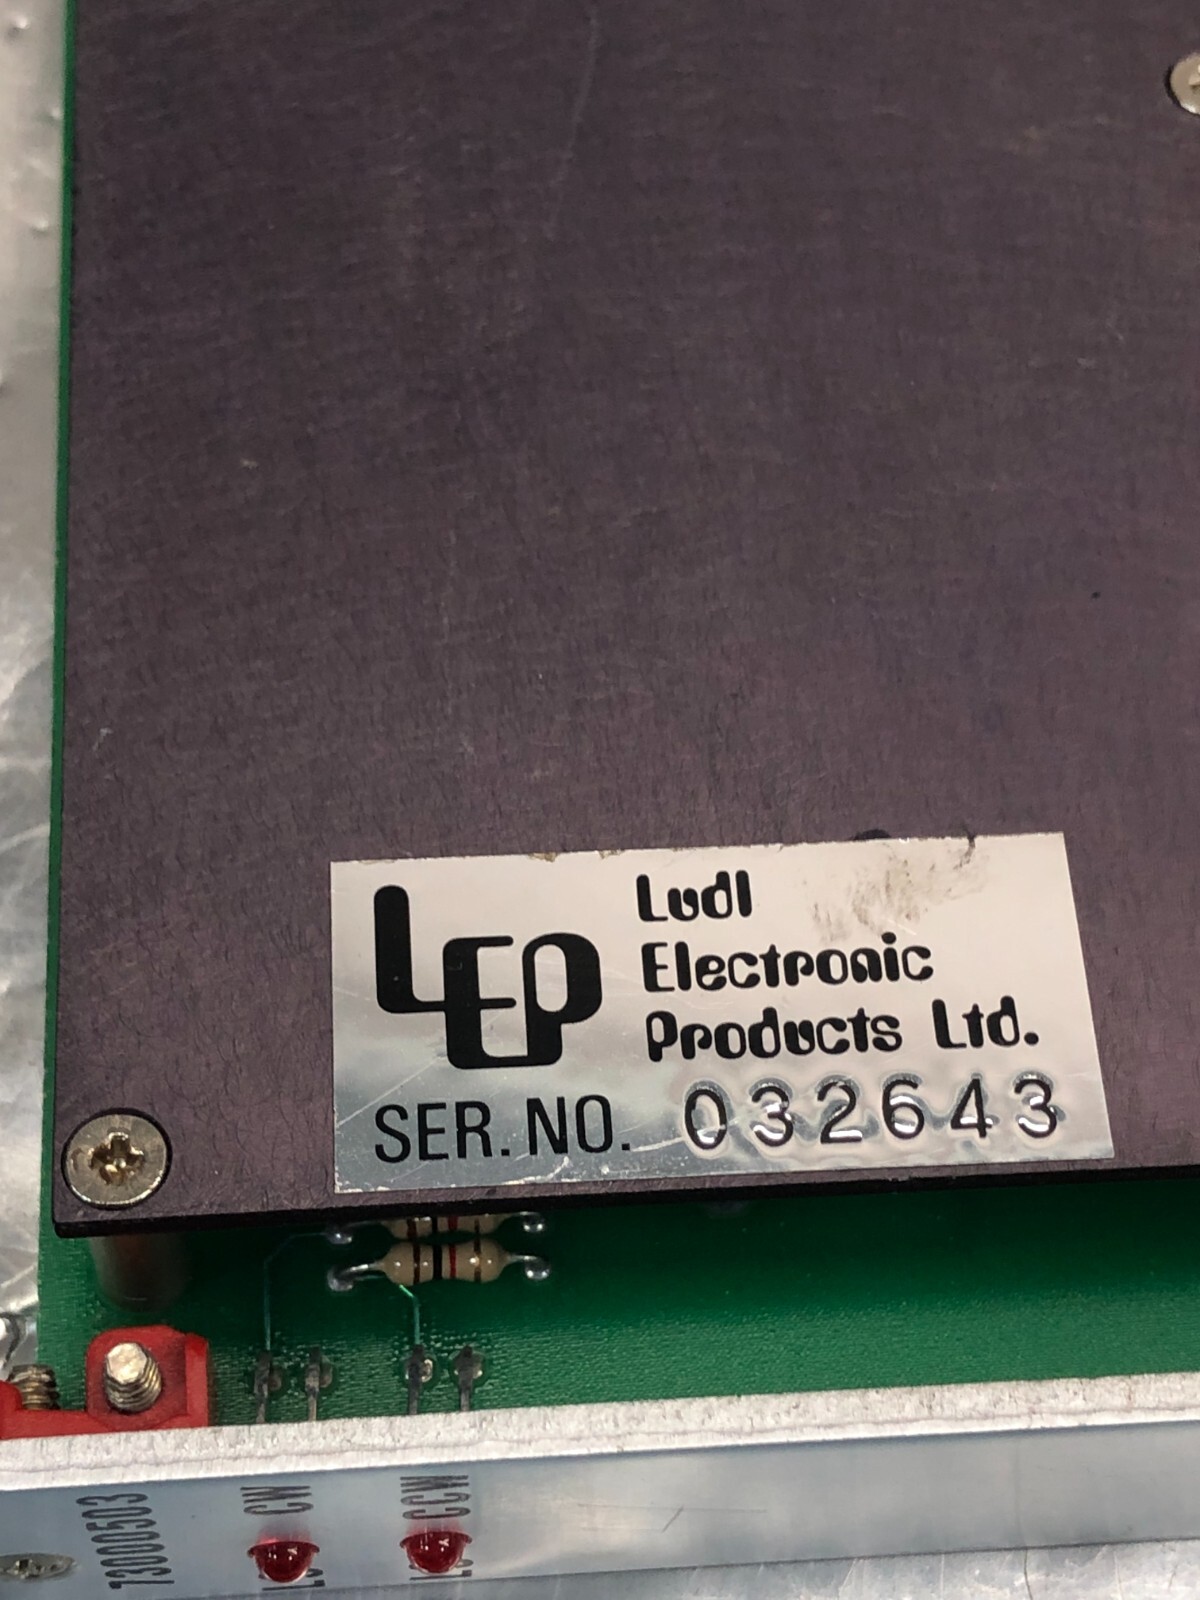 LEP
Ludl
Electronic
Products Ltd.
SER. NO. 032643
73000503
CW
CCW